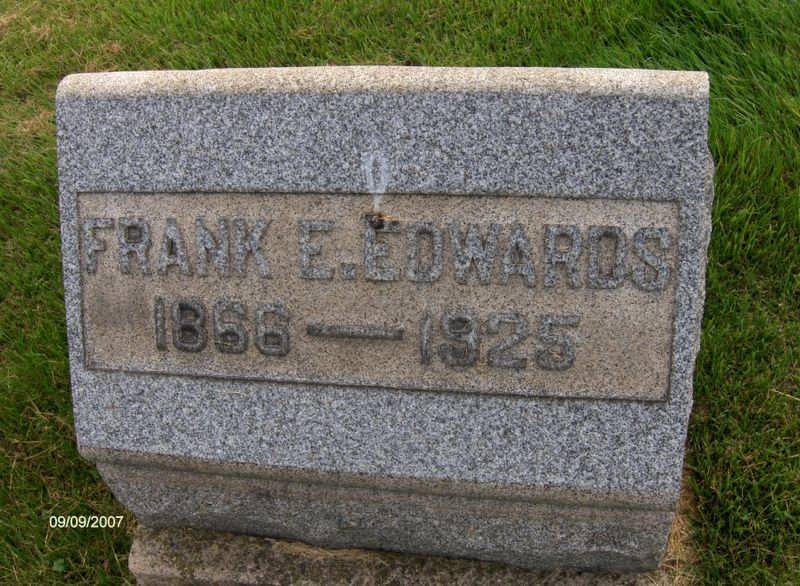 FRANK E. EDWARDS
1866 — 1925
09/09/2007